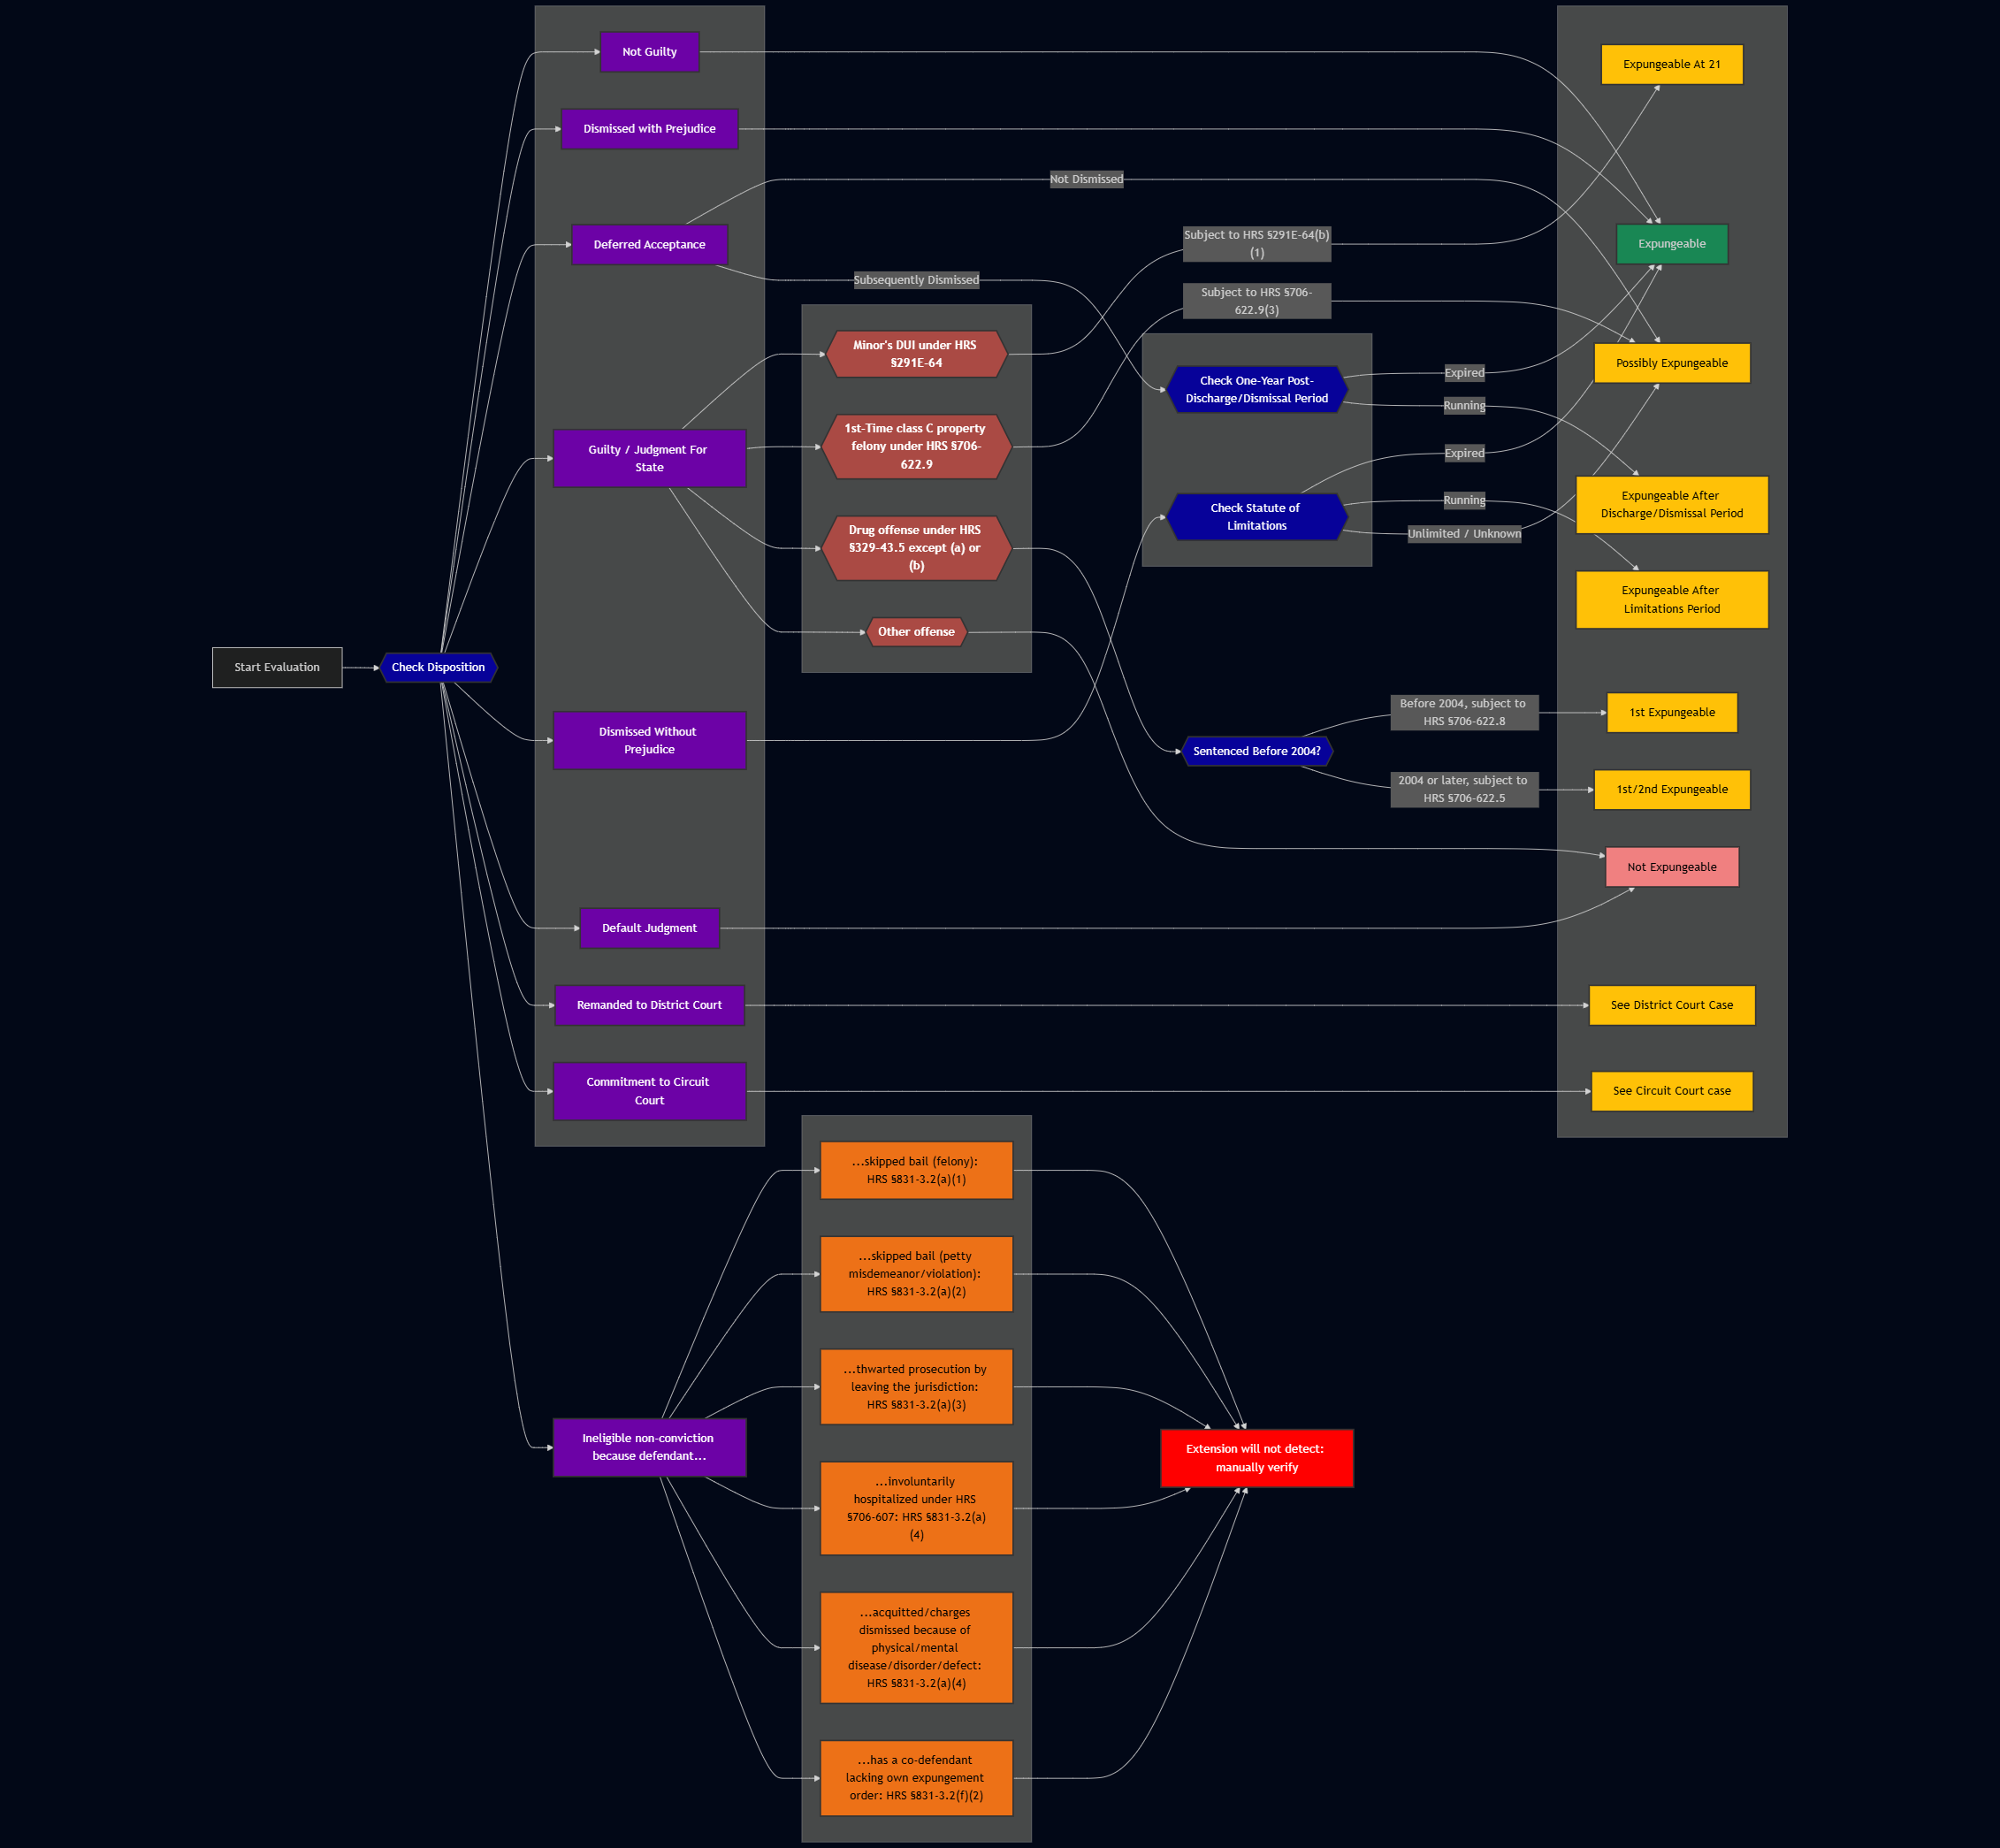 Start Evaluation
Check Disposition
Not Guilty
Dismissed with Prejudice
Deferred Acceptance
Guilty / Judgment For
State
Dismissed Without
Prejudice
Default Judgment
Remanded to District Court
Commitment to Circuit
Court
Ineligible non-conviction
because defendant...
Not Dismissed
Subsequently Dismissed
Minor's DUI under HRS
§291E-64
1st-Time class C property
felony under HRS §706-
622.9
Drug offense under HRS
§329-43.5 except (a) or
(b)
Other offense
Subject to HRS §291E-64(b)
(1)
Subject to HRS §706-
622.9(3)
Check One-Year Post-
Discharge/Dismissal Period
Check Statute of
Limitations
Sentenced Before 2004?
Expired
Running
Expired
Running
Unlimited / Unknown
Before 2004, subject to
HRS §706-622.8
2004 or later, subject to
HRS §706-622.5
Expungeable At 21
Expungeable
Possibly Expungeable
Expungeable After
Discharge/Dismissal Period
Expungeable After
Limitations Period
1st Expungeable
1st/2nd Expungeable
Not Expungeable
See District Court Case
See Circuit Court case
...skipped bail (felony):
HRS §831-3.2(a)(1)
...skipped bail (petty
misdemeanor/violation):
HRS §831-3.2(a)(2)
...thwarted prosecution by
leaving the jurisdiction:
HRS §831-3.2(a)(3)
...involuntarily
hospitalized under HRS
§706-607: HRS §831-3.2(a)
(4)
...acquitted/charges
dismissed because of
physical/mental
disease/disorder/defect:
HRS §831-3.2(a)(4)
...has a co-defendant
lacking own expungement
order: HRS §831-3.2(f)(2)
Extension will not detect:
manually verify